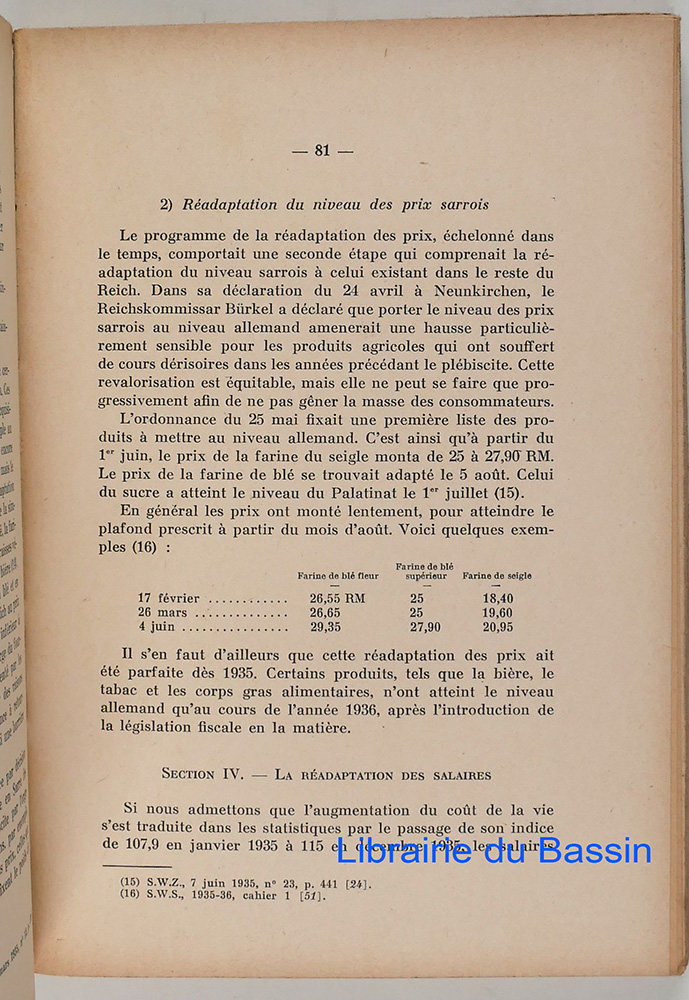 — 81 —
2) Réadaptation du niveau des prix sarrois
Le programme de la réadaptation des prix, échelonné dans
le temps, comportait une seconde étape qui comprenait la ré-
adaptation du niveau sarrois à celui existant dans le reste du
Reich. Dans sa déclaration du 24 avril à Neunkirchen, le
Reichskommissar Bürkel a déclaré que porter le niveau des prix
sarrois au niveau allemand amenerait une hausse particuliè-
rement sensible pour les produits agricoles qui ont souffert
de cours dérisoires dans les années précédant le plébiscite. Cette
revalorisation est équitable, mais elle ne peut se faire que pro-
gressivement afin de ne pas gêner la masse des consommateurs.
L'ordonnance du 25 mai fixait une première liste des pro-
duits à mettre au niveau allemand. C'est ainsi qu'à partir du
1er juin, le prix de la farine du seigle monta de 25 à 27,90 RM.
Le prix de la farine de blé se trouvait adapté le 5 août. Celui
du sucre a atteint le niveau du Palatinat le 1er juillet (15).
En général les prix ont monté lentement, pour atteindre le
plafond prescrit à partir du mois d'août. Voici quelques exem-
ples (16) :
Farine de blé fleur Farine de blé supérieur Farine de seigle
17 février ............ 26,55 RM 25 18,40
26 mars ............. 26,65 25 19,60
4 juin ................ 29,35 27,90 20,95
Il s'en faut d'ailleurs que cette réadaptation des prix ait
été parfaite dès 1935. Certains produits, tels que la bière, le
tabac et les corps gras alimentaires, n'ont atteint le niveau
allemand qu'au cours de l'année 1936, après l'introduction de
la législation fiscale en la matière.
SECTION IV. — LA RÉADAPTATION DES SALAIRES
Si nous admettons que l'augmentation du coût de la vie
s'est traduite dans les statistiques par le passage de son indice
de 107,9 en janvier 1935 à 115 en décembre 1935, les salaires
Librairie du Bassin
(15) S.W.Z., 7 juin 1935, n° 23, p. 441 [24].
(16) S.W.S., 1935-36, cahier 1 [51].